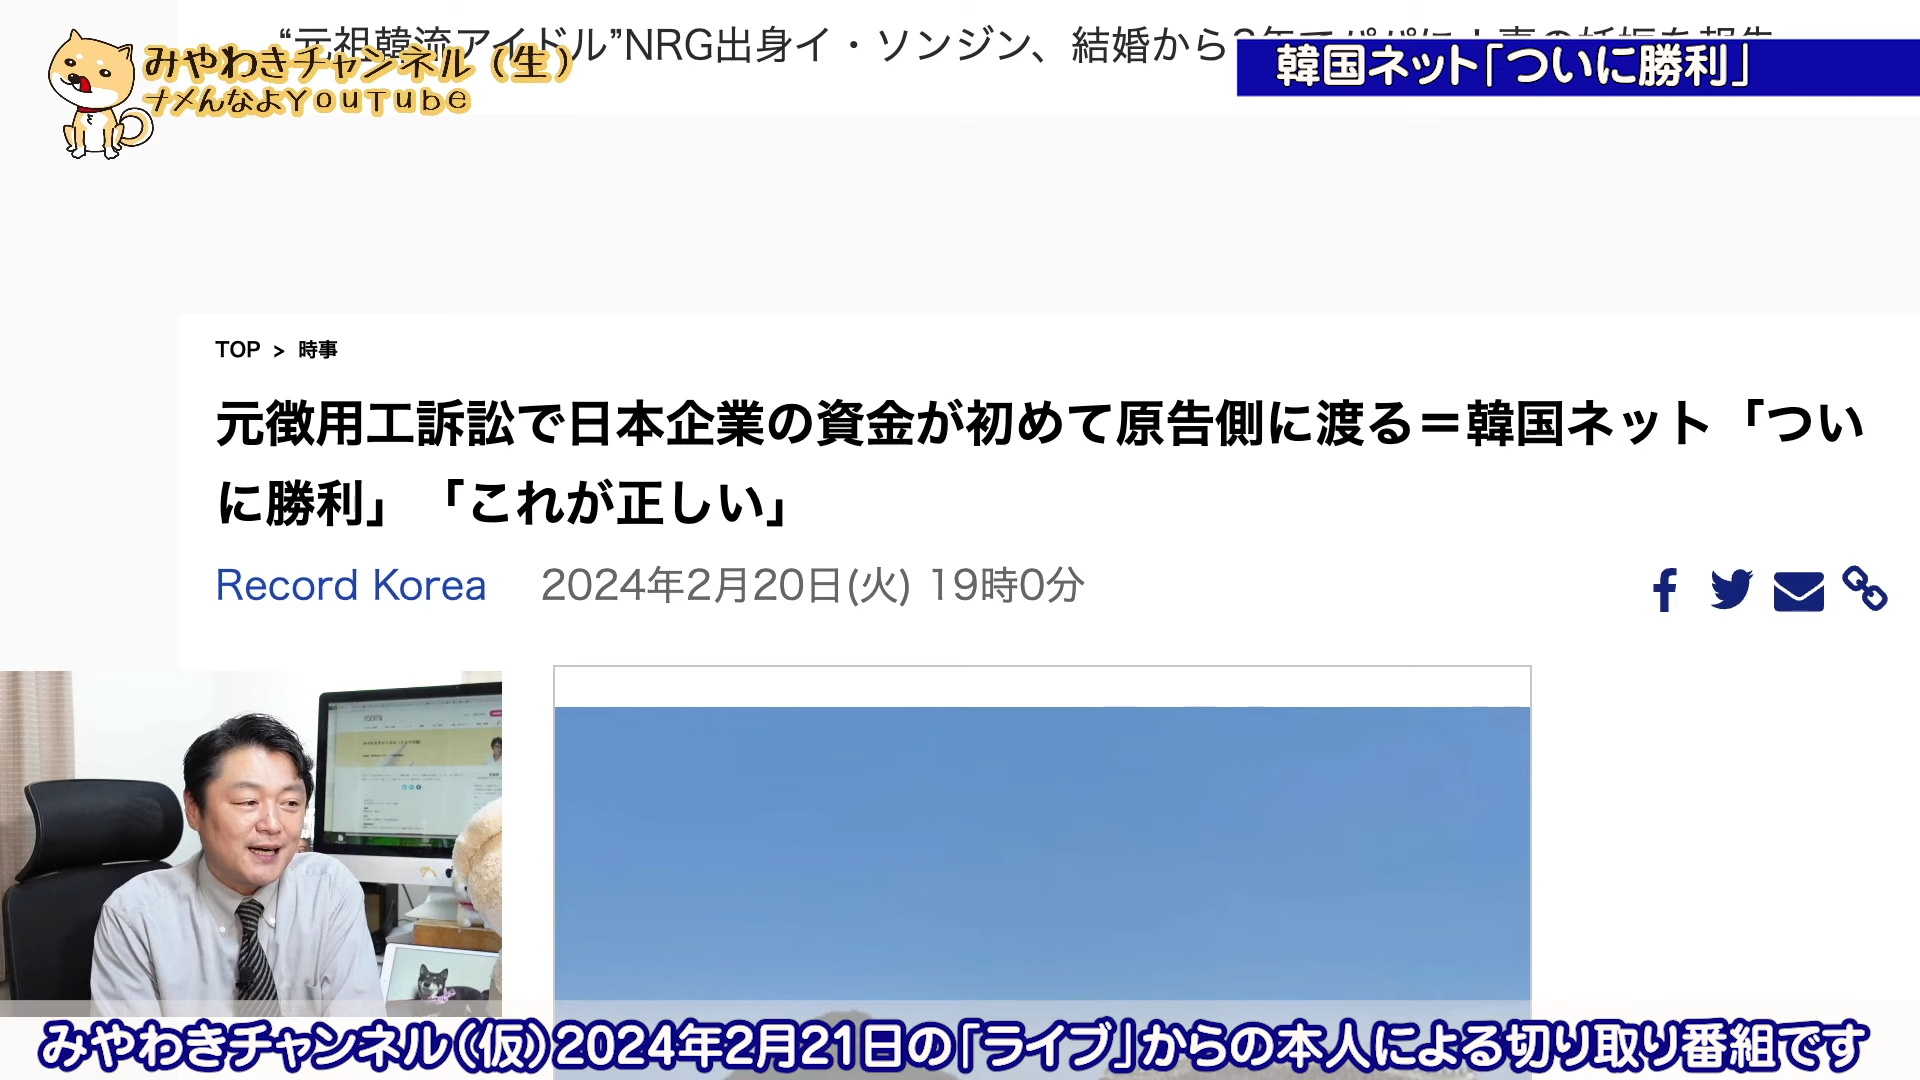 “元祖韓流アイドル”NRG出身イ・ソンジン、結婚から
みやわきチャンネル（生）
ナメんなよYouTube
韓国ネット「ついに勝利」
TOP > 時事
元徴用工訴訟で日本企業の資金が初めて原告側に渡る＝韓国ネット「つい
に勝利」「これが正しい」
Record Korea 2024年2月20日(火) 19時0分
みやわきチャンネル（仮）2024年2月21日の「ライブ」からの本人による切り取り番組です